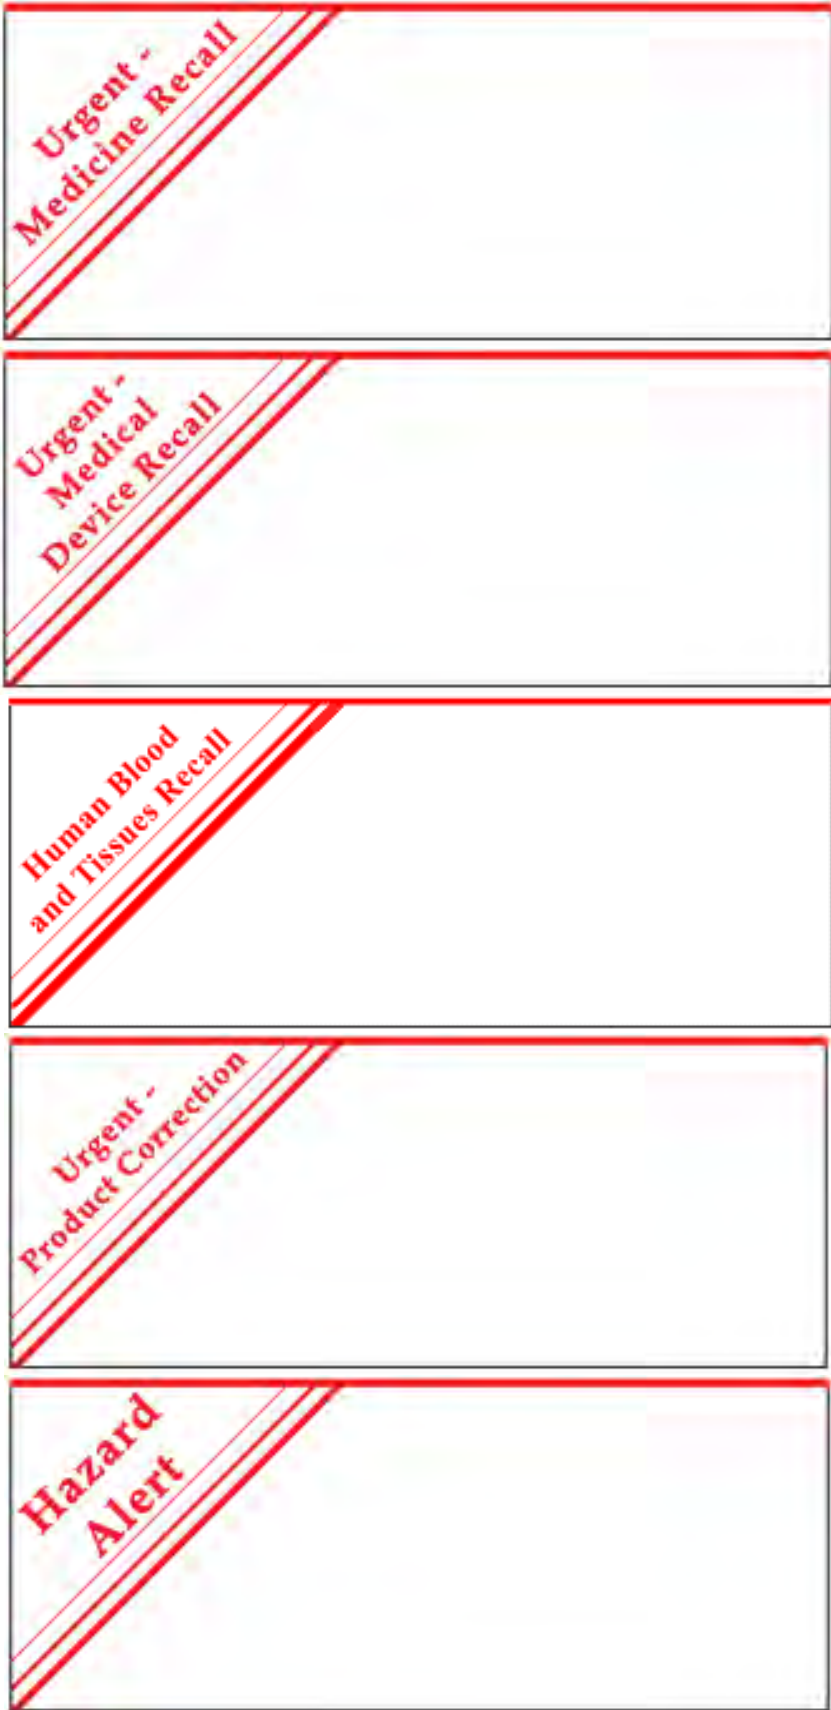 Urgent -
Medicine Recall
Urgent -
Medical
Device Recall
Human Blood
and Tissues Recall
Urgent -
Product Correction
Hazard
Alert